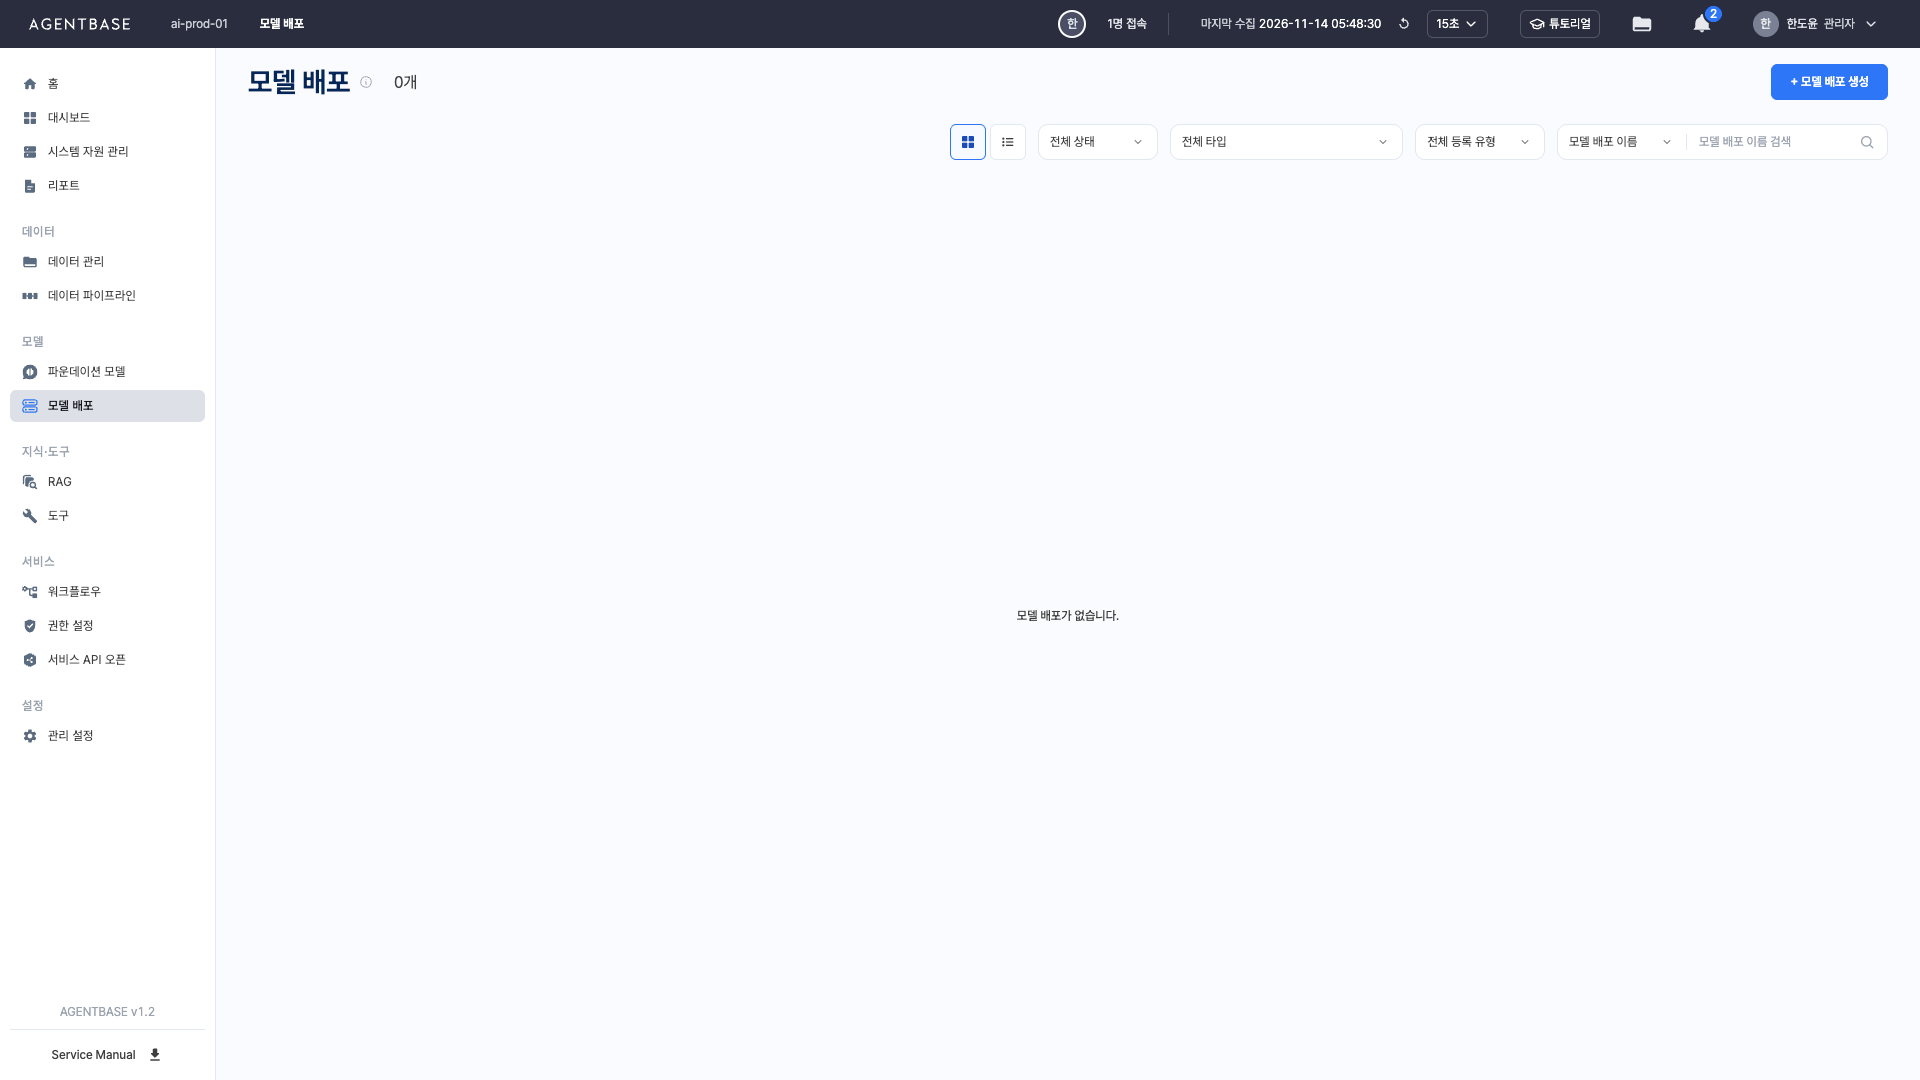 AGENTBASE
ai-prod-01
모델 배포
한
1명 접속
마지막 수집 2026-11-14 05:48:30
15초
튜토리얼
2
한
한도윤 관리자
홈
대시보드
시스템 자원 관리
리포트
데이터
데이터 관리
데이터 파이프라인
모델
파운데이션 모델
모델 배포
지식·도구
RAG
도구
서비스
워크플로우
권한 설정
서비스 API 오픈
설정
관리 설정
AGENTBASE v1.2
Service Manual
모델 배포
0개
+ 모델 배포 생성
전체 상태
전체 타입
전체 등록 유형
모델 배포 이름
모델 배포 이름 검색
모델 배포가 없습니다.